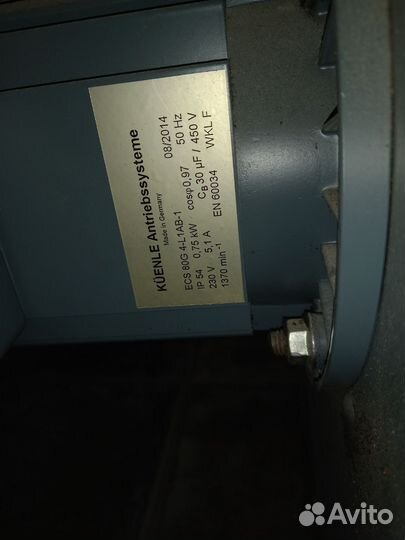 KÜENLE Antriebssysteme
Made in Germany 08/2014
ECS 80G 4-L1AB-1 50 Hz
IP 54 0,75 kW cosφ 0,97
230 V 5,1 A CB 30 µF / 450 V
1370 min-1 EN 60034 WKL F
Avito